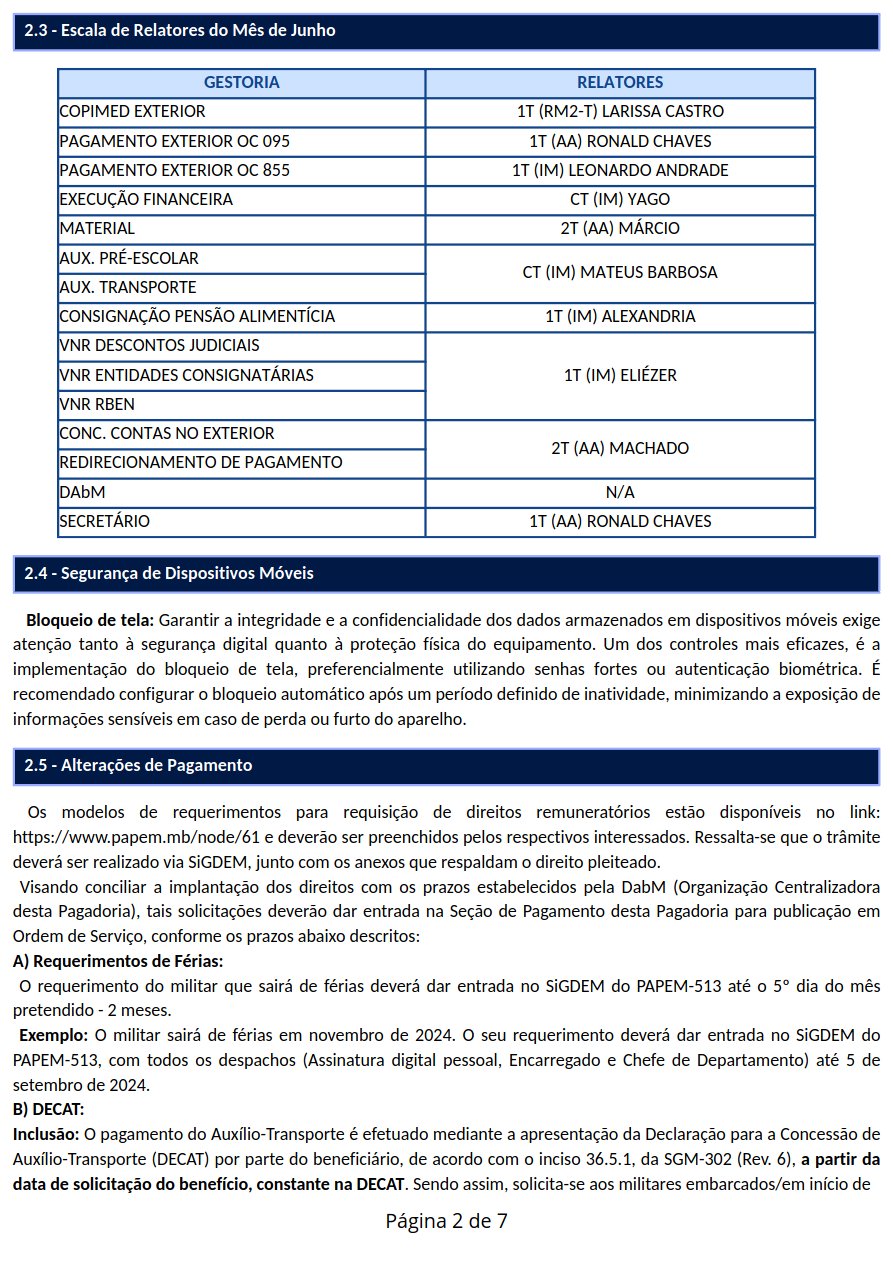 2.3 - Escala de Relatores do Mês de Junho
GESTORIA RELATORES
COPIMED EXTERIOR 1T (RM2-T) LARISSA CASTRO
PAGAMENTO EXTERIOR OC 095 1T (AA) RONALD CHAVES
PAGAMENTO EXTERIOR OC 855 1T (IM) LEONARDO ANDRADE
EXECUÇÃO FINANCEIRA CT (IM) YAGO
MATERIAL 2T (AA) MÁRCIO
AUX. PRÉ-ESCOLAR
CT (IM) MATEUS BARBOSA
AUX. TRANSPORTE
CONSIGNAÇÃO PENSÃO ALIMENTÍCIA 1T (IM) ALEXANDRIA
VNR DESCONTOS JUDICIAIS
VNR ENTIDADES CONSIGNATÁRIAS 1T (IM) ELIÉZER
VNR RBEN
CONC. CONTAS NO EXTERIOR
2T (AA) MACHADO
REDIRECIONAMENTO DE PAGAMENTO
DAbM N/A
SECRETÁRIO 1T (AA) RONALD CHAVES
2.4 - Segurança de Dispositivos Móveis
Bloqueio de tela: Garantir a integridade e a confidencialidade dos dados armazenados em dispositivos móveis exige
atenção tanto à segurança digital quanto à proteção física do equipamento. Um dos controles mais eficazes, é a
implementação do bloqueio de tela, preferencialmente utilizando senhas fortes ou autenticação biométrica. É
recomendado configurar o bloqueio automático após um período definido de inatividade, minimizando a exposição de
informações sensíveis em caso de perda ou furto do aparelho.
2.5 - Alterações de Pagamento
Os modelos de requerimentos para requisição de direitos remuneratórios estão disponíveis no link:
https://www.papem.mb/node/61 e deverão ser preenchidos pelos respectivos interessados. Ressalta-se que o trâmite
deverá ser realizado via SiGDEM, junto com os anexos que respaldam o direito pleiteado.
Visando conciliar a implantação dos direitos com os prazos estabelecidos pela DabM (Organização Centralizadora
desta Pagadoria), tais solicitações deverão dar entrada na Seção de Pagamento desta Pagadoria para publicação em
Ordem de Serviço, conforme os prazos abaixo descritos:
A) Requerimentos de Férias:
O requerimento do militar que sairá de férias deverá dar entrada no SiGDEM do PAPEM-513 até o 5º dia do mês
pretendido - 2 meses.
Exemplo: O militar sairá de férias em novembro de 2024. O seu requerimento deverá dar entrada no SiGDEM do
PAPEM-513, com todos os despachos (Assinatura digital pessoal, Encarregado e Chefe de Departamento) até 5 de
setembro de 2024.
B) DECAT:
Inclusão: O pagamento do Auxílio-Transporte é efetuado mediante a apresentação da Declaração para a Concessão de
Auxílio-Transporte (DECAT) por parte do beneficiário, de acordo com o inciso 36.5.1, da SGM-302 (Rev. 6), a partir da
data de solicitação do benefício, constante na DECAT. Sendo assim, solicita-se aos militares embarcados/em início de
Página 2 de 7